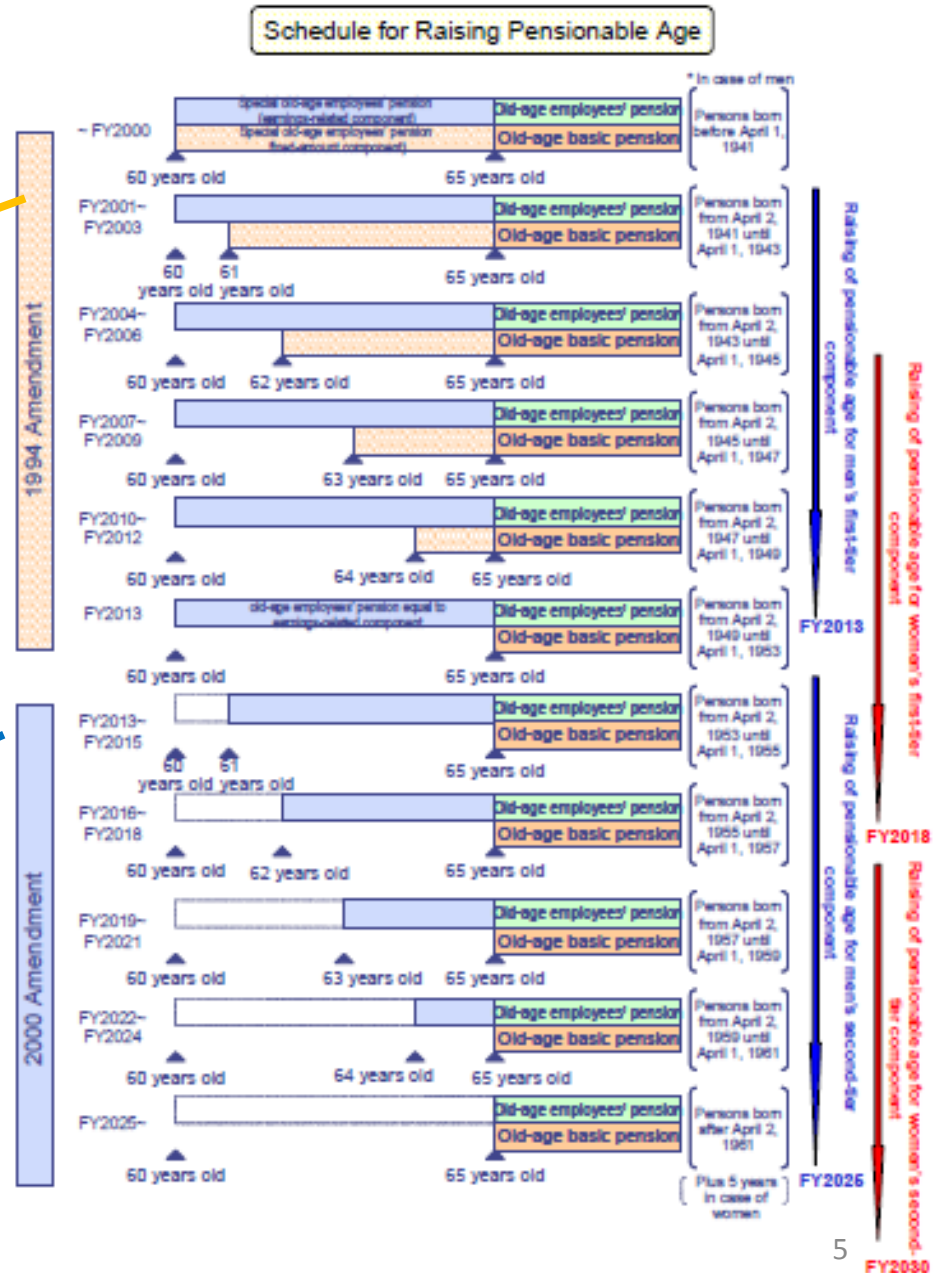 Schedule for Raising Pensionable Age
* In case of men
1994 Amendment
2000 Amendment
~ FY2000
Special old-age employees' pension
(earnings-related component)
Special old-age employees' pension
fixed-amount component)
Old-age employees' pension
Old-age basic pension
Persons born
before April 1,
1941
60 years old
65 years old
FY2001~
FY2003
Old-age employees' pension
Old-age basic pension
Persons born
from April 2,
1941 until
April 1, 1943
60
years old
61
years old
65 years old
FY2004~
FY2006
Old-age employees' pension
Old-age basic pension
Persons born
from April 2,
1943 until
April 1, 1945
60 years old
62 years old
65 years old
FY2007~
FY2009
Old-age employees' pension
Old-age basic pension
Persons born
from April 2,
1945 until
April 1, 1947
60 years old
63 years old
65 years old
FY2010~
FY2012
Old-age employees' pension
Old-age basic pension
Persons born
from April 2,
1947 until
April 1, 1949
60 years old
64 years old
65 years old
FY2013
old-age employees' pension equal to
earnings-related component
Old-age employees' pension
Old-age basic pension
Persons born
from April 2,
1949 until
April 1, 1953
60 years old
65 years old
FY2013~
FY2015
Old-age employees' pension
Old-age basic pension
Persons born
from April 2,
1953 until
April 1, 1955
60
years old
61
years old
65 years old
FY2016~
FY2018
Old-age employees' pension
Old-age basic pension
Persons born
from April 2,
1955 until
April 1, 1957
60 years old
62 years old
65 years old
FY2019~
FY2021
Old-age employees' pension
Old-age basic pension
Persons born
from April 2,
1957 until
April 1, 1959
60 years old
63 years old
65 years old
FY2022~
FY2024
Old-age employees' pension
Old-age basic pension
Persons born
from April 2,
1959 until
April 1, 1961
60 years old
64 years old
65 years old
FY2025~
Old-age employees' pension
Old-age basic pension
Persons born
after April 2,
1961
60 years old
65 years old
Plus 5 years
in case of
women
Raising of pensionable age for men's first-tier
component
FY2013
Raising of pensionable age for men's second-tier
component
FY2025
Raising of pensionable age for women's first-tier
component
FY2018
Raising of pensionable age for women's second-
tier component
FY2030
5